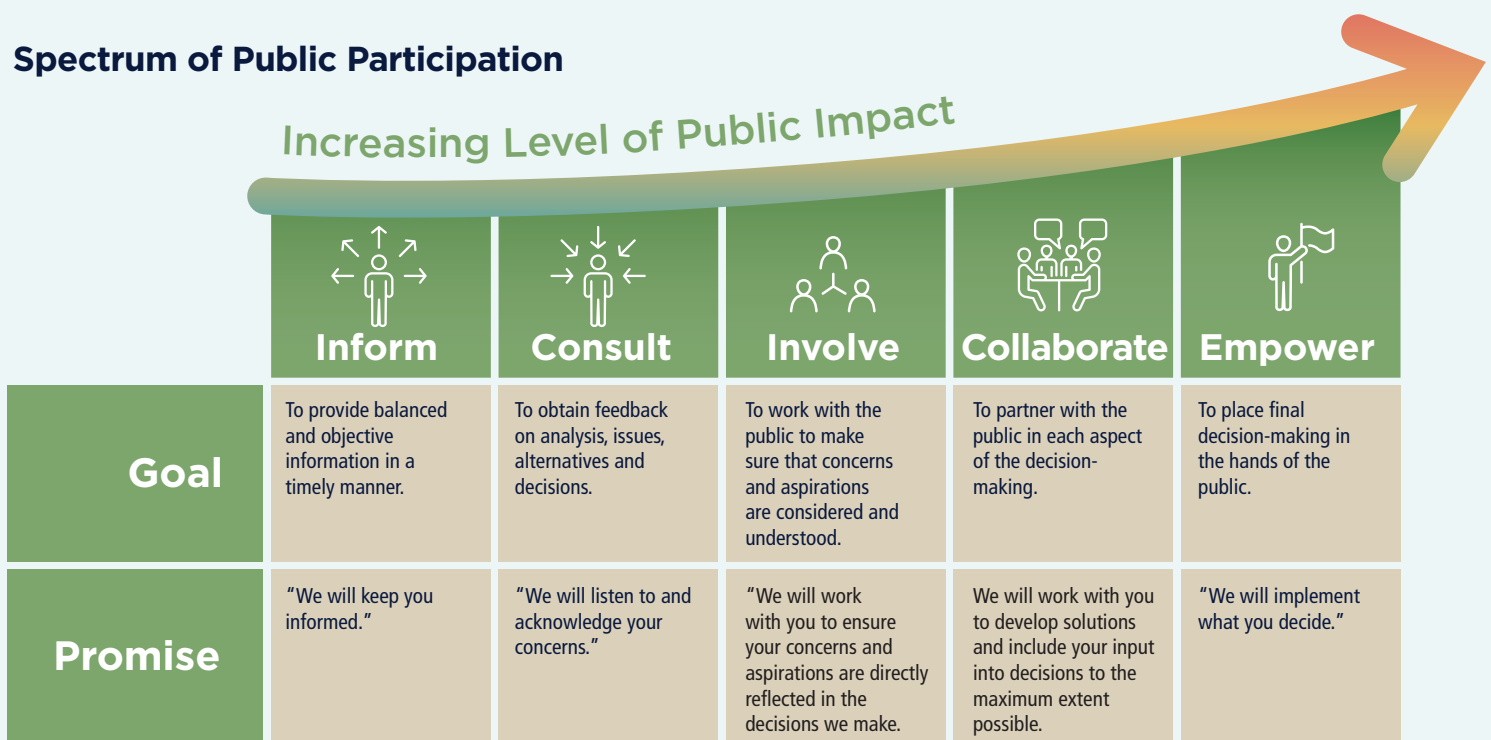 Spectrum of Public Participation
Increasing Level of Public Impact
Inform
Consult
Involve
Collaborate
Empower
Goal
To provide balanced
and objective
information in a
timely manner.
To obtain feedback
on analysis, issues,
alternatives and
decisions.
To work with the
public to make
sure that concerns
and aspirations
are considered and
understood.
To partner with the
public in each aspect
of the decision-
making.
To place final
decision-making in
the hands of the
public.
Promise
“We will keep you
informed.”
“We will listen to and
acknowledge your
concerns.”
“We will work
with you to ensure
your concerns and
aspirations are directly
reflected in the
decisions we make.
We will work with you
to develop solutions
and include your input
into decisions to the
maximum extent
possible.
“We will implement
what you decide.”